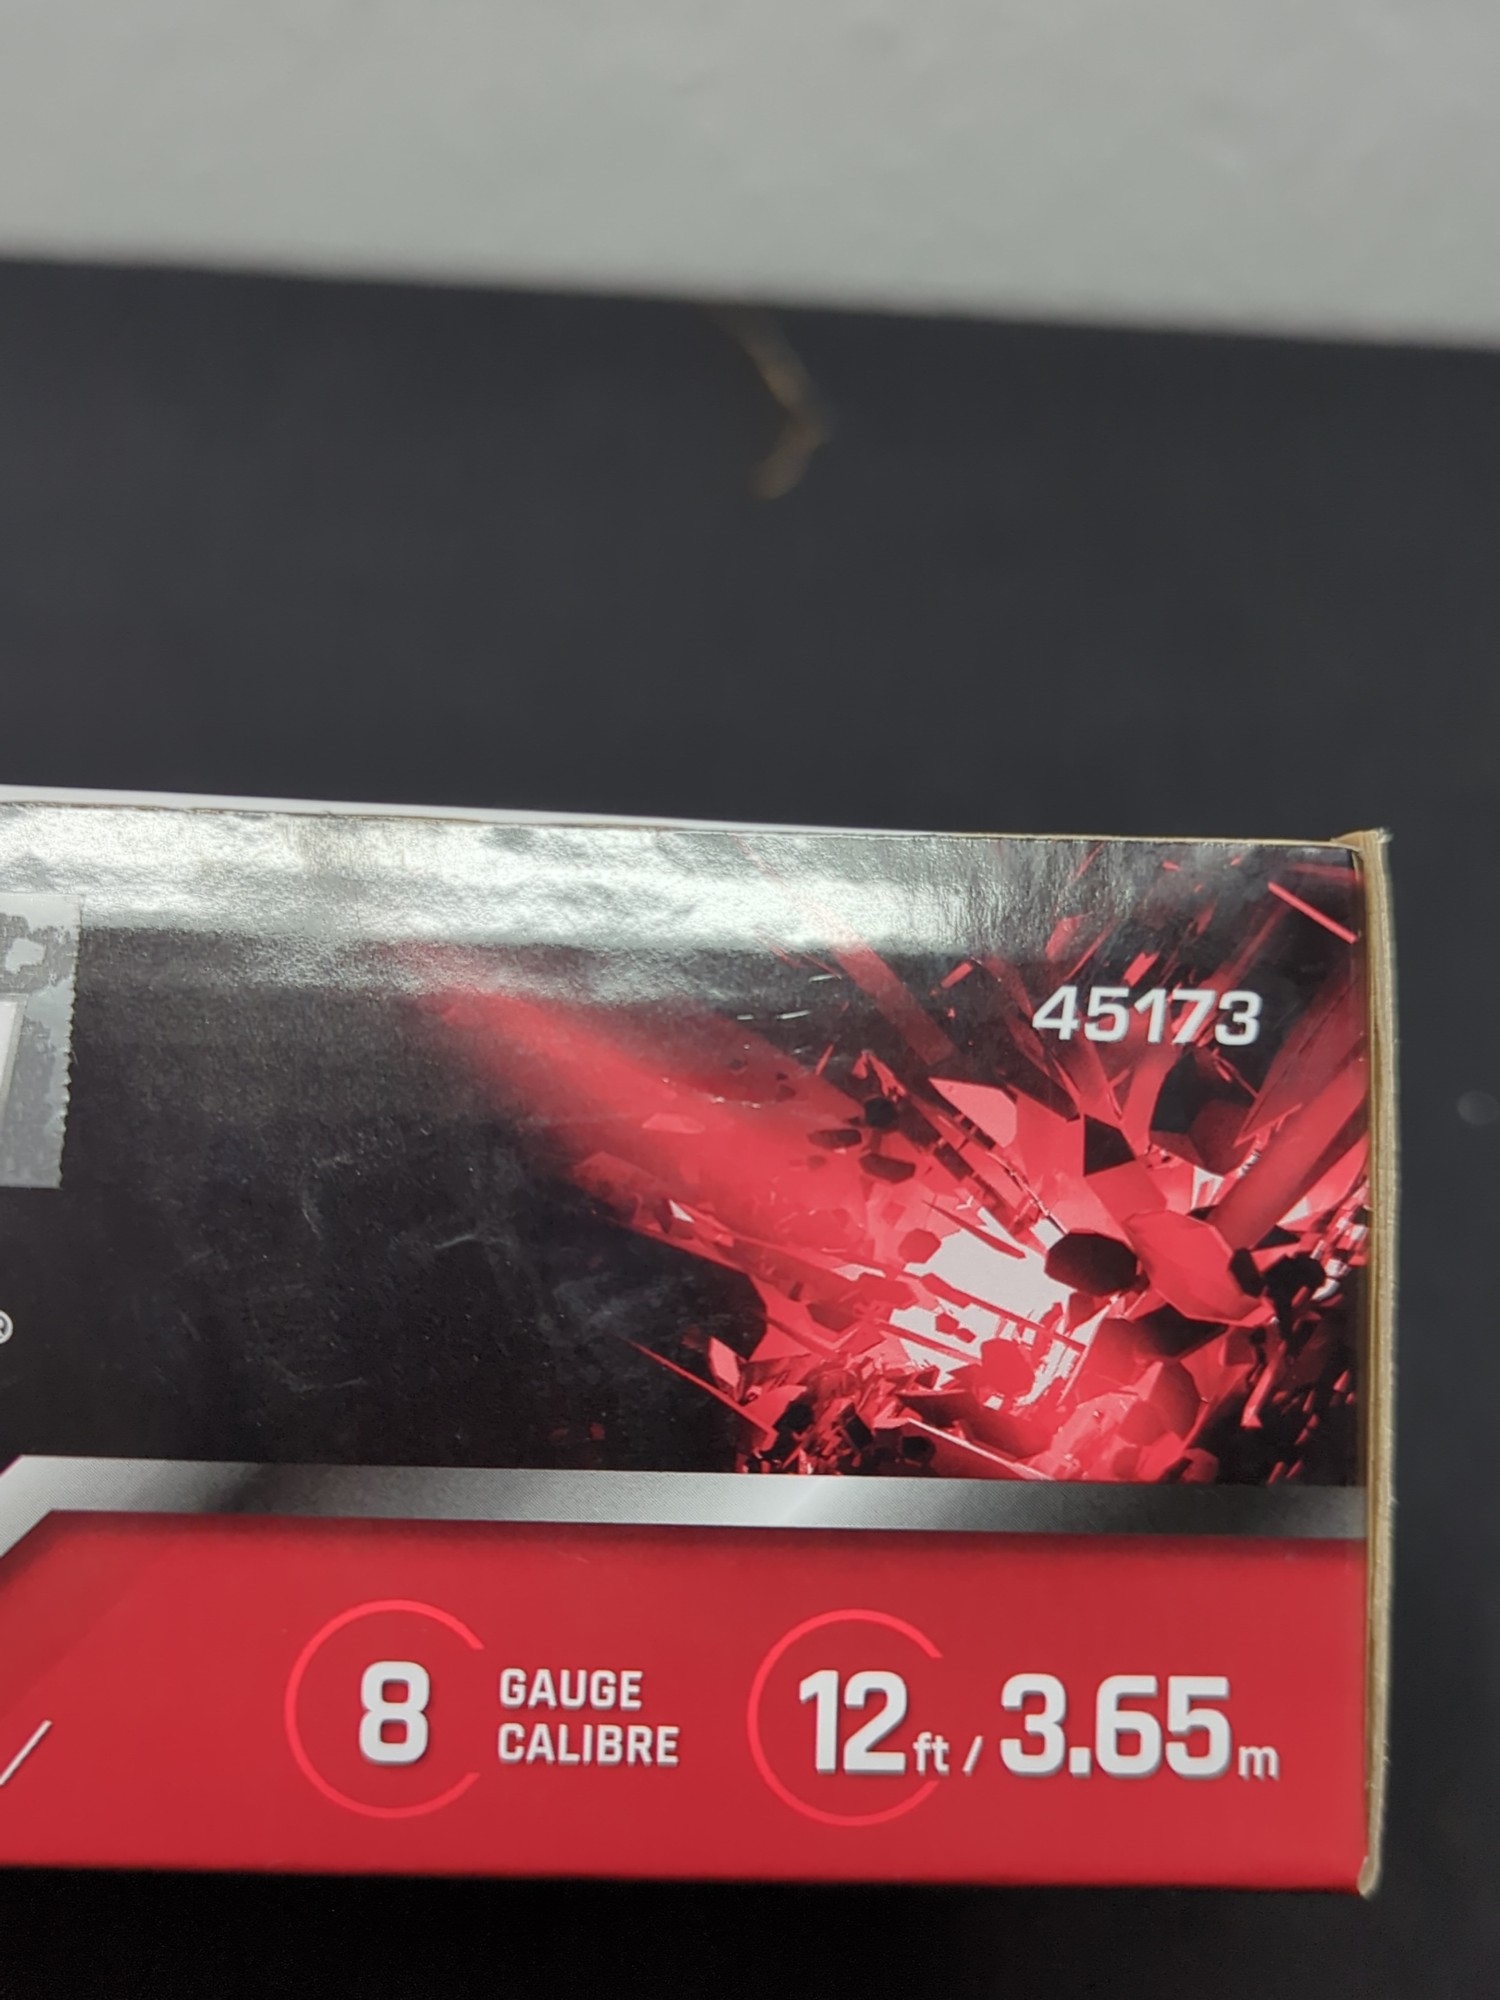 45173
®
8 GAUGE
CALIBRE
12ft / 3.65m